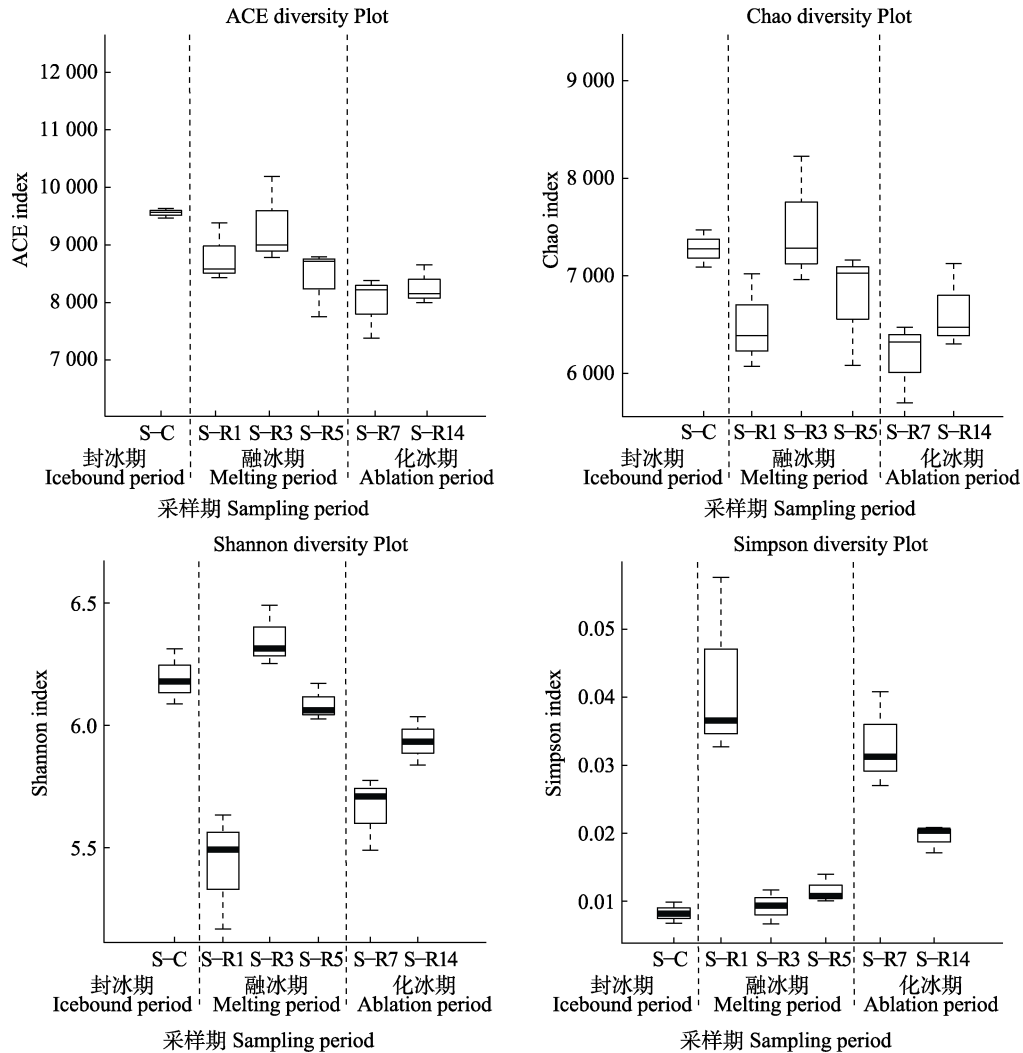 ACE diversity Plot
12 000
11 000
10 000
9 000
8 000
7 000
ACE index
S–C S–R1 S–R3 S–R5 S–R7 S–R14
封冰期 融冰期 化冰期
Icebound period Melting period Ablation period
采样期 Sampling period
Chao diversity Plot
9 000
8 000
7 000
6 000
Chao index
S–C S–R1 S–R3 S–R5 S–R7 S–R14
封冰期 融冰期 化冰期
Icebound period Melting period Ablation period
采样期 Sampling period
Shannon diversity Plot
6.5
6.0
5.5
Shannon index
S–C S–R1 S–R3 S–R5 S–R7 S–R14
封冰期 融冰期 化冰期
Icebound period Melting period Ablation period
采样期 Sampling period
Simpson diversity Plot
0.05
0.04
0.03
0.02
0.01
Simpson index
S–C S–R1 S–R3 S–R5 S–R7 S–R14
封冰期 融冰期 化冰期
Icebound period Melting period Ablation period
采样期 Sampling period